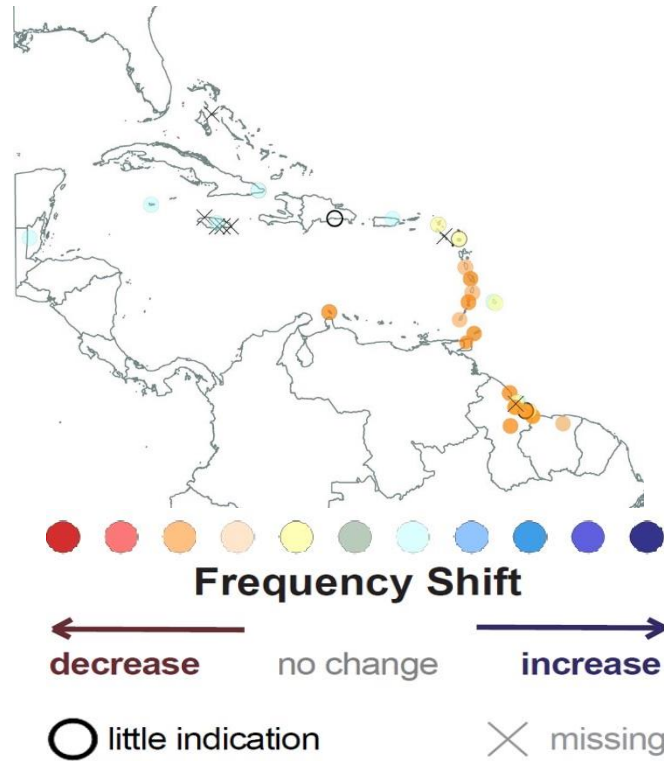 Frequency Shift
decrease no change increase
little indication missing